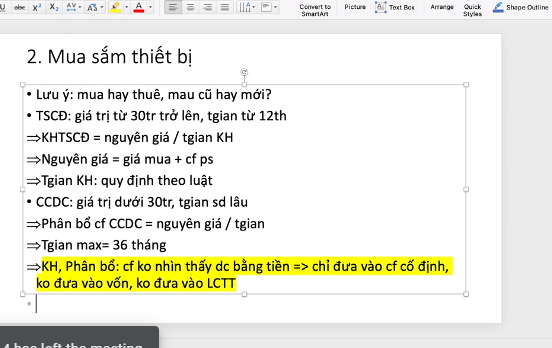 U abc X² X₂ AV Aa A A
Convert to SmartArt
Picture
Text Box
Arrange
Quick Styles
Shape Outline
2. Mua sắm thiết bị
• Lưu ý: mua hay thuê, mau cũ hay mới?
• TSCĐ: giá trị từ 30tr trở lên, tgian từ 12th
⇒KHTSCĐ = nguyên giá / tgian KH
⇒Nguyên giá = giá mua + cf ps
⇒Tgian KH: quy định theo luật
• CCDC: giá trị dưới 30tr, tgian sd lâu
⇒Phân bổ cf CCDC = nguyên giá / tgian
⇒Tgian max= 36 tháng
⇒KH, Phân bổ: cf ko nhìn thấy dc bằng tiền => chỉ đưa vào cf cố định,
ko đưa vào vốn, ko đưa vào LCTT
left the meeting